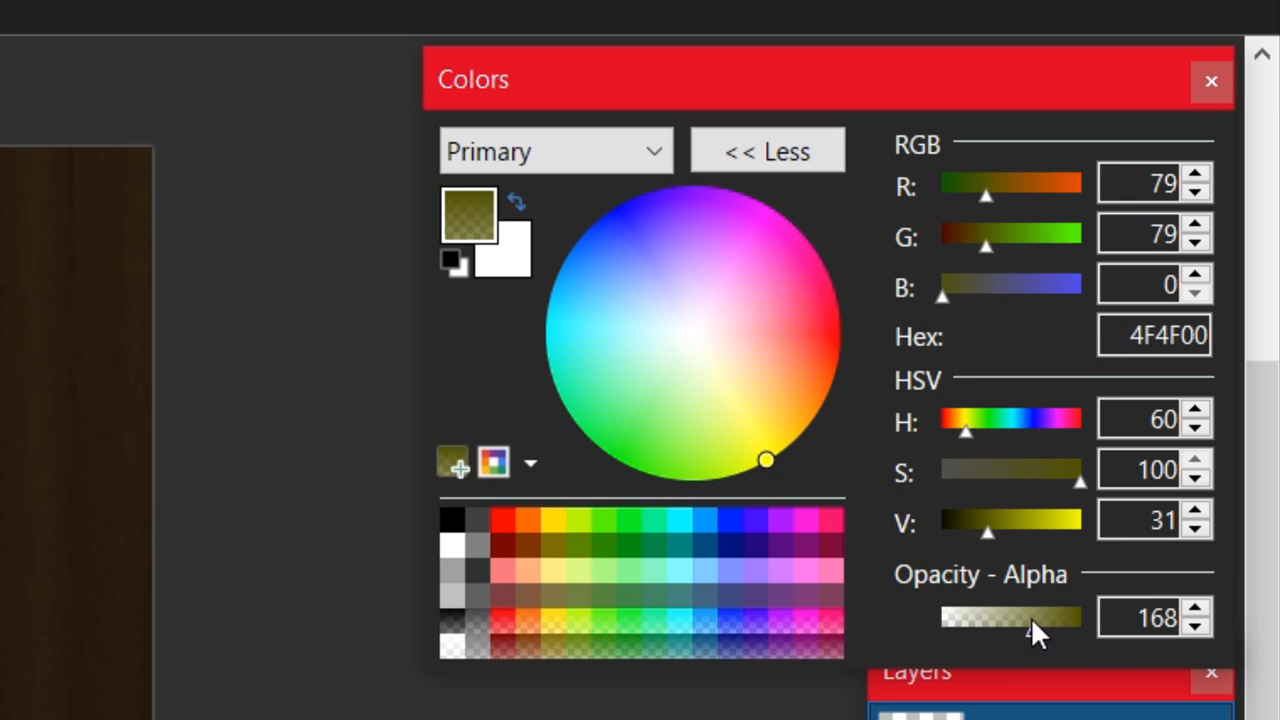 Colors
Primary
<< Less
RGB
R: 79
G: 79
B: 0
Hex: 4F4F00
HSV
H: 60
S: 100
V: 31
Opacity - Alpha
168
Layers